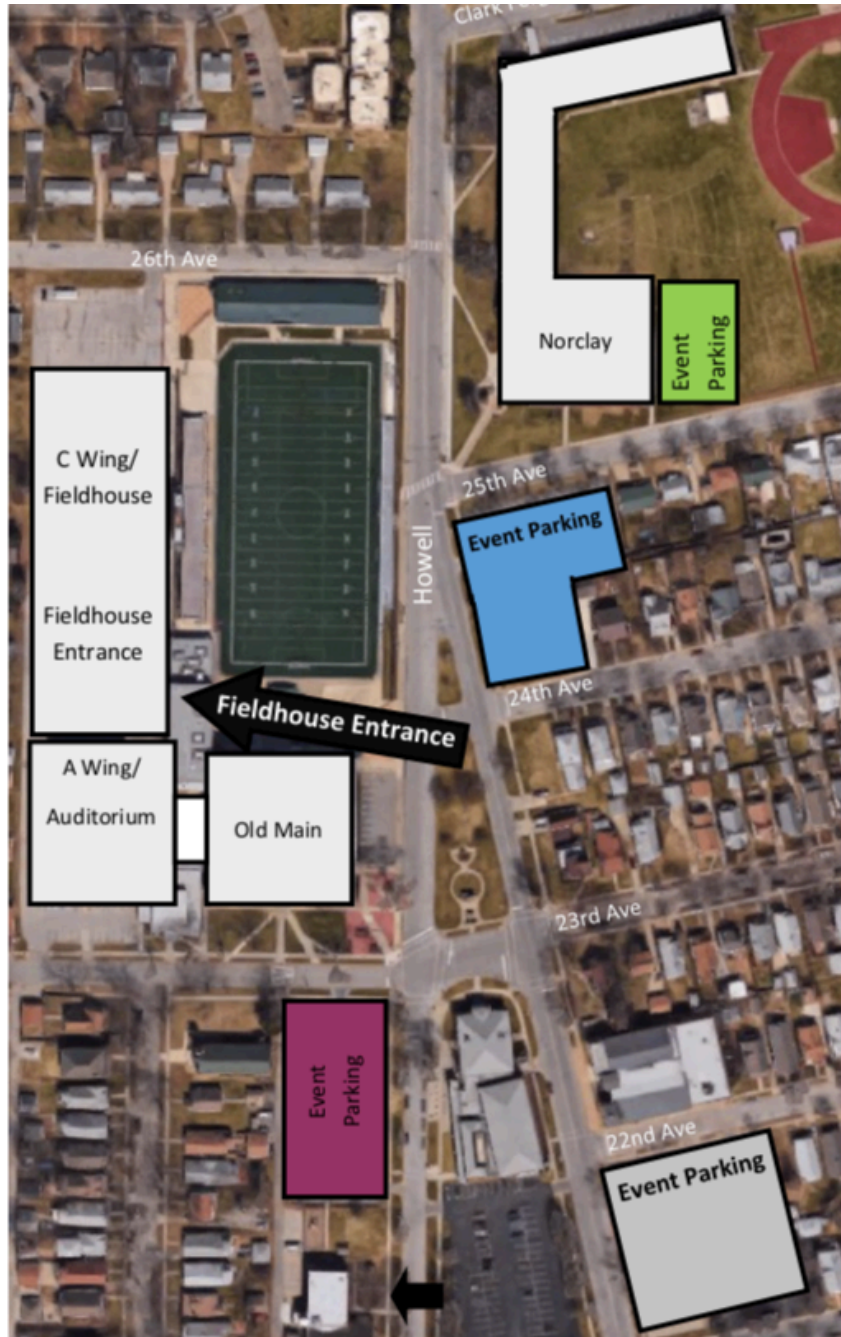 26th Ave
Norclay
Event
Parking
C Wing/
Fieldhouse
Fieldhouse
Entrance
25th Ave
Event Parking
Howell
24th Ave
Fieldhouse Entrance
A Wing/
Auditorium
Old Main
23rd Ave
Event
Parking
22nd Ave
Event Parking